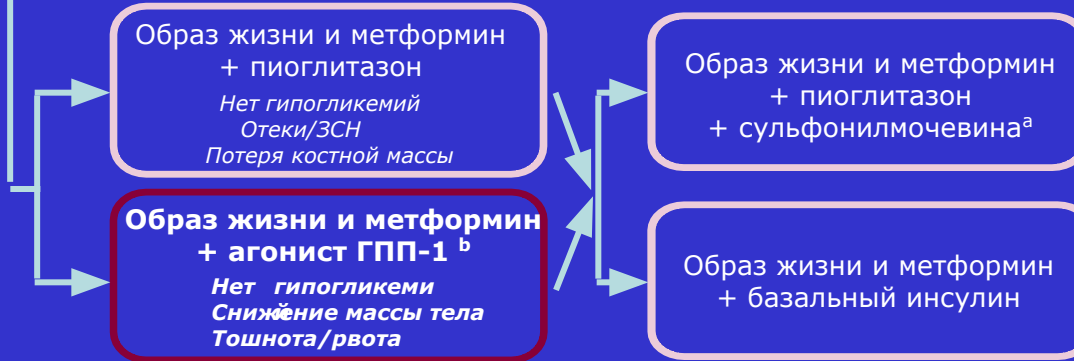 Образ жизни и метформин
+ пиоглитазон
Нет гипогликемий
Отеки/ЗСН
Потеря костной массы
Образ жизни и метформин
+ агонист ГПП-1 b
Нет гипогликеми
Снижение массы тела
Тошнота/рвота
Образ жизни и метформин
+ пиоглитазон
+ сульфонилмочевинаa
Образ жизни и метформин
+ базальный инсулин